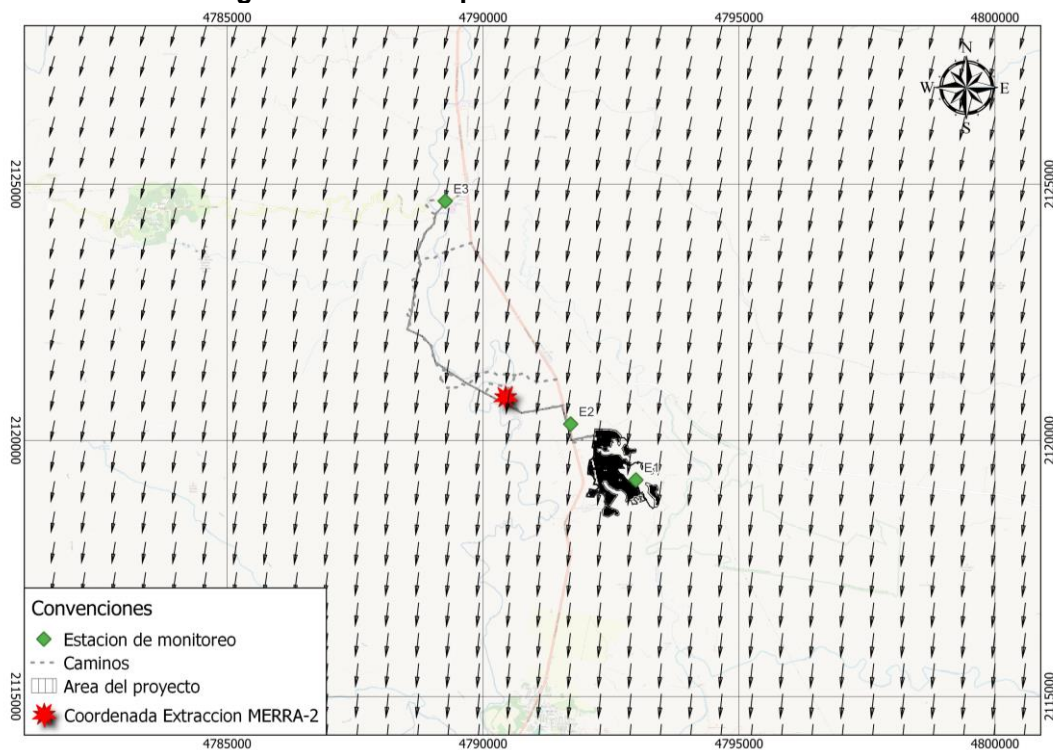 4785000 4790000 4795000 4800000
N
W E
S
2125000 2125000
E3
2120000 2120000
E2
E1
Convenciones
Estacion de monitoreo
Caminos
Area del proyecto
Coordenada Extraccion MERRA-2
2115000 2115000
4785000 4790000 4795000 4800000